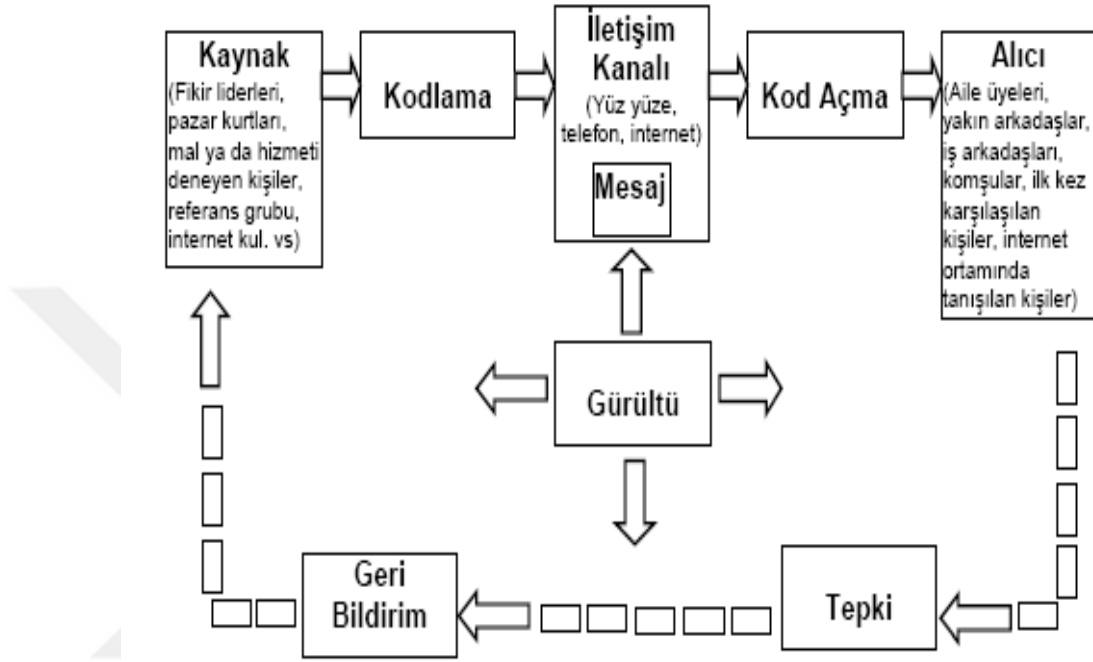 Kaynak
(Fikir liderleri,
pazar kurtları,
mal ya da hizmeti
deneyen kişiler,
referans grubu,
internet kul. vs)
Kodlama
İletişim
Kanalı
(Yüz yüze,
telefon, internet)
Mesaj
Kod Açma
Alıcı
(Aile üyeleri,
yakın arkadaşlar,
iş arkadaşları,
komşular, ilk kez
karşılaşılan
kişiler, internet
ortamında
tanışılan kişiler)
Gürültü
Geri
Bildirim
Tepki